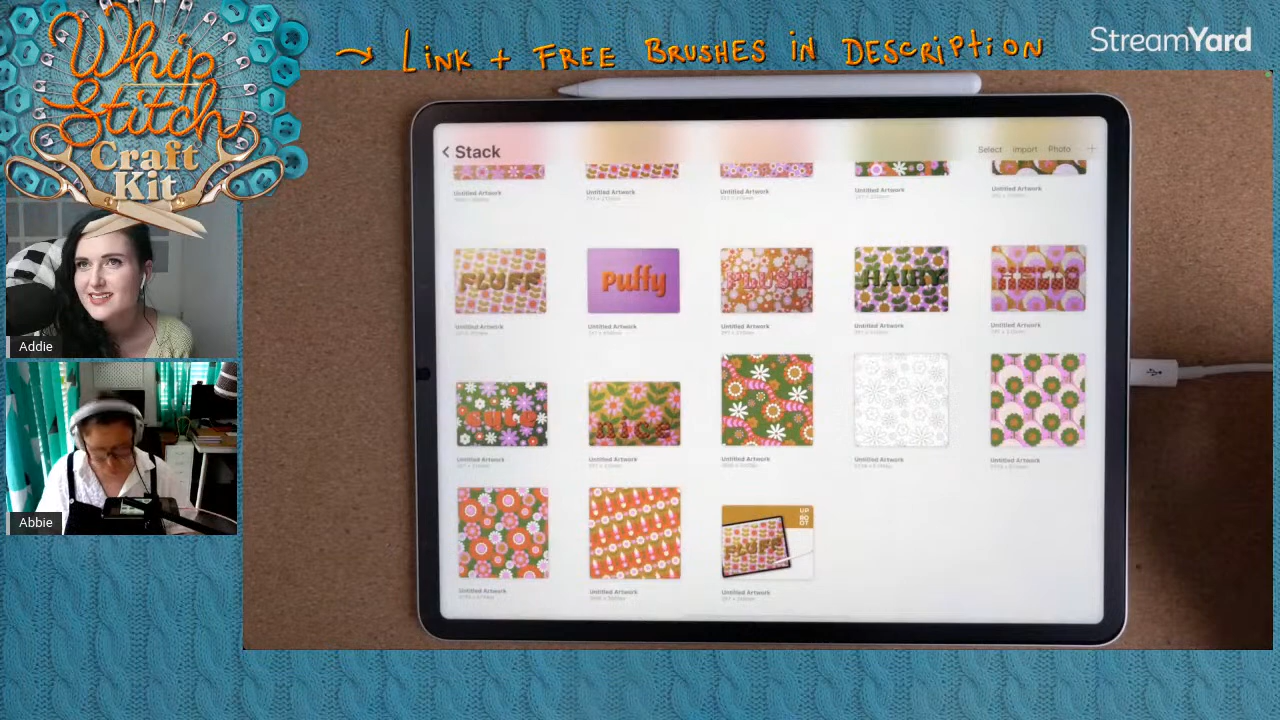 → LINK + FREE BRUSHES IN DESCRIPTION
StreamYard
Whip
Stitch
Craft
Kit
Addie
Abbie
< Stack
Select Import Photo +
Untitled Artwork
Untitled Artwork
Untitled Artwork
Untitled Artwork
Untitled Artwork
FLUFF
Puffy
PLUSH
HAIRY
HELLO
Untitled Artwork
Untitled Artwork
Untitled Artwork
Untitled Artwork
Untitled Artwork
nice
Untitled Artwork
Untitled Artwork
Untitled Artwork
Untitled Artwork
Untitled Artwork
FLUFF
UP
Untitled Artwork
Untitled Artwork
Untitled Artwork